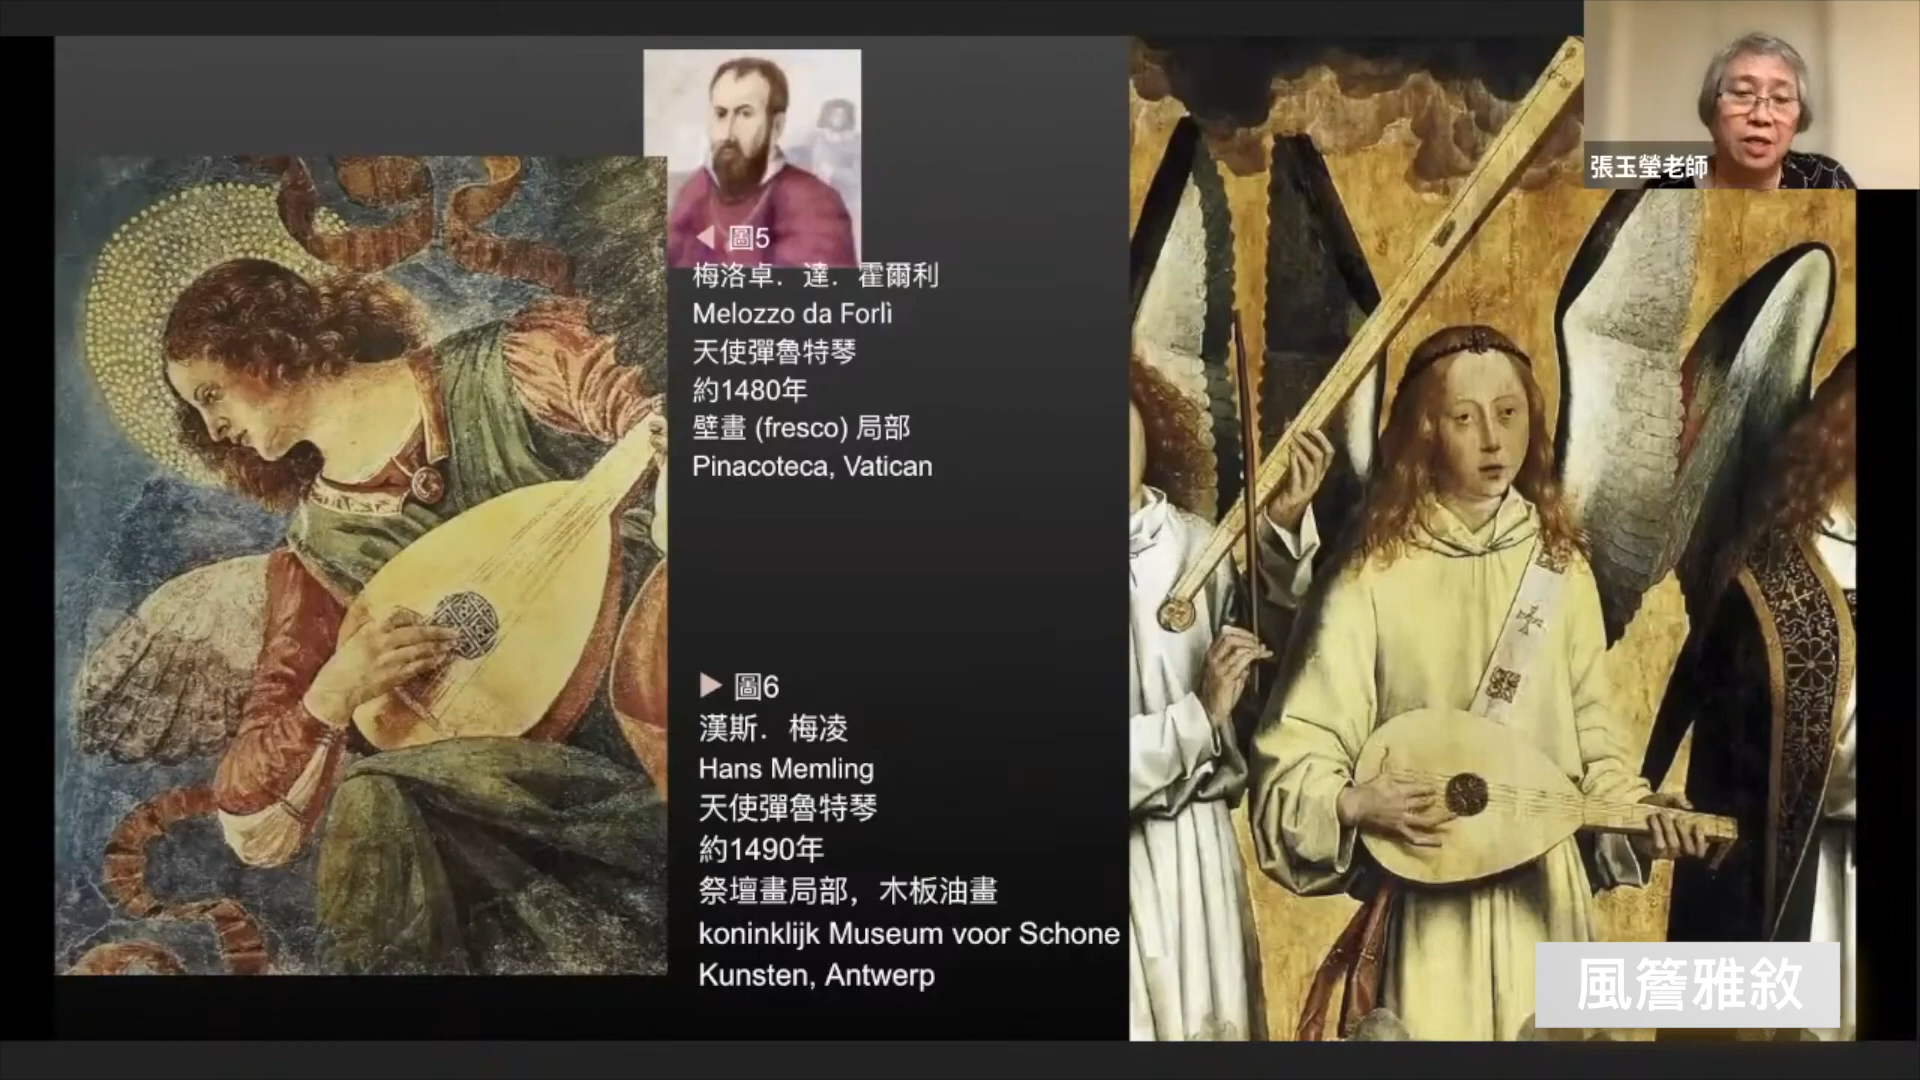 張玉瑩老師
◀ 圖5
梅洛卓．達．霍爾利
Melozzo da Forlì
天使彈魯特琴
約1480年
壁畫 (fresco) 局部
Pinacoteca, Vatican
▶ 圖6
漢斯．梅凌
Hans Memling
天使彈魯特琴
約1490年
祭壇畫局部，木板油畫
koninklijk Museum voor Schone
Kunsten, Antwerp
風簷雅敘